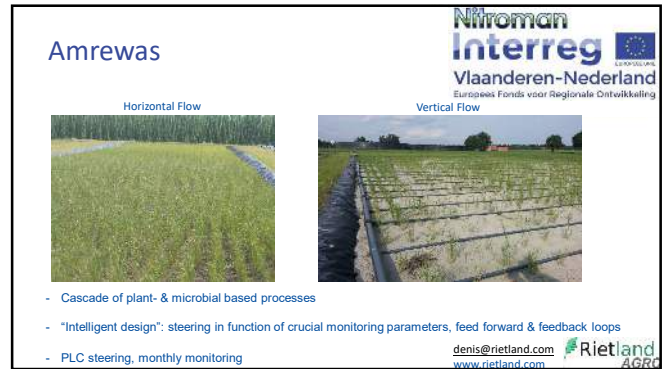 Nitroman
Amrewas
Interreg
Vlaanderen-Nederland
Europees Fonds voor Regionale Ontwikkeling
Horizontal Flow
Vertical Flow
- Cascade of plant- & microbial based processes
- “Intelligent design”: steering in function of crucial monitoring parameters, feed forward & feedback loops
- PLC steering, monthly monitoring
denis@rietland.com
www.rietland.com
Rietland
AGRO